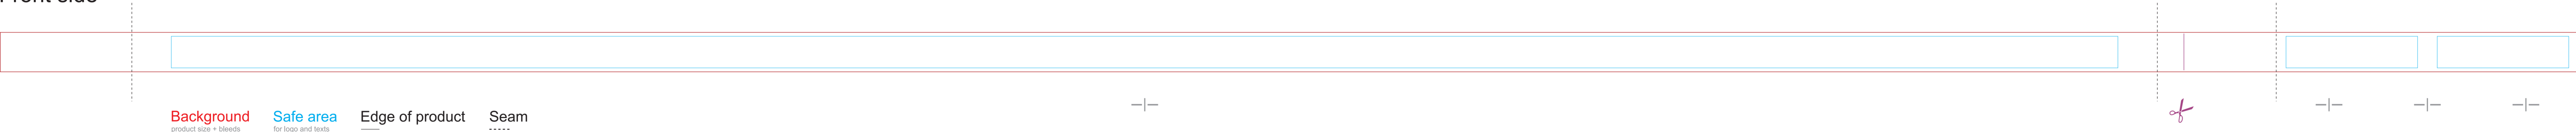 Front side
Background Safe area Edge of product Seam
product size + bleeds for logo and texts